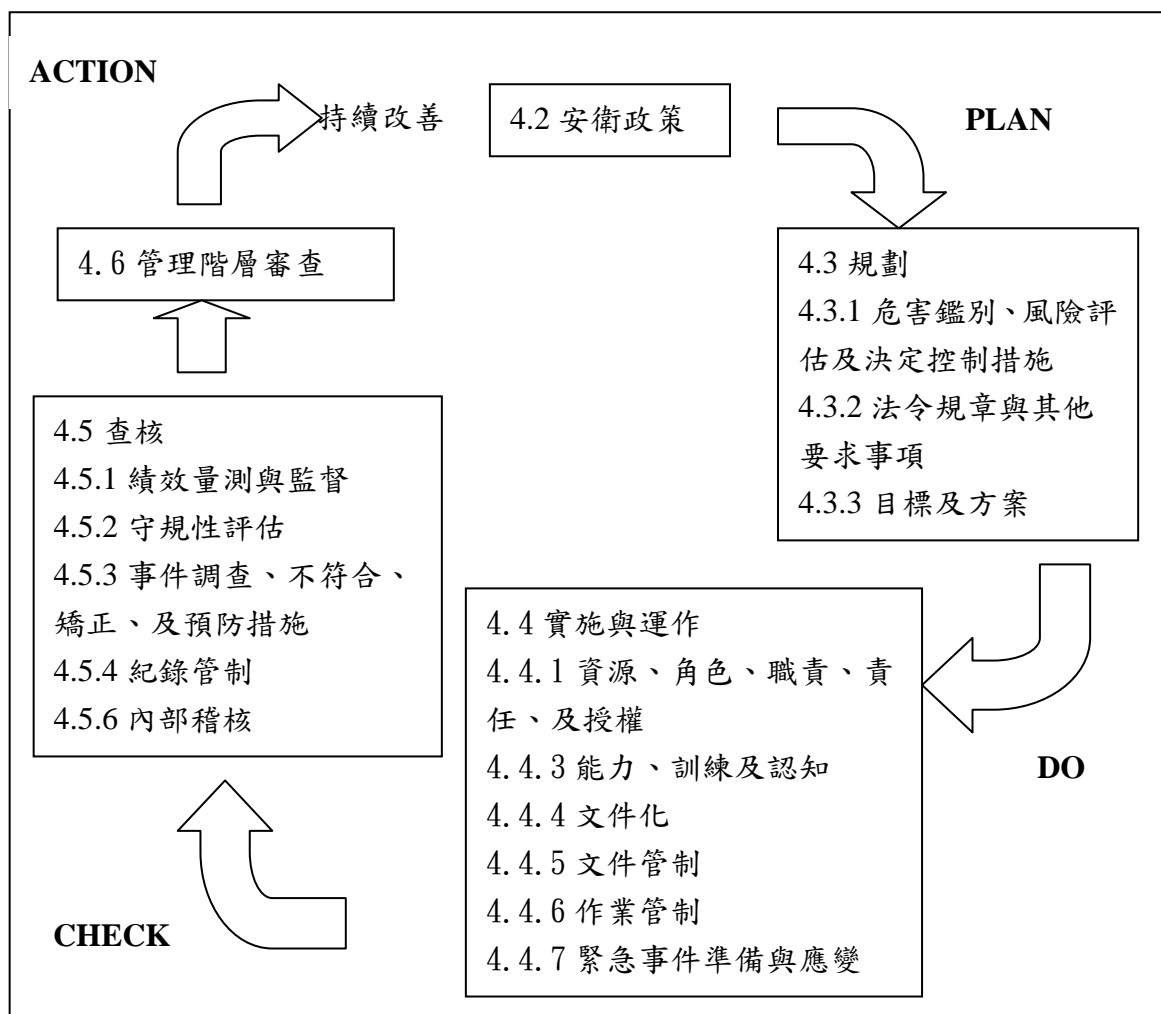 ACTION
持續改善
4.2 安衛政策
PLAN
4.6 管理階層審查
4.3 規劃
4.3.1 危害鑑別、風險評
估及決定控制措施
4.3.2 法令規章與其他
要求事項
4.3.3 目標及方案
4.5 查核
4.5.1 績效量測與監督
4.5.2 守規性評估
4.5.3 事件調查、不符合、
矯正、及預防措施
4.5.4 紀錄管制
4.5.6 內部稽核
4.4 實施與運作
4.4.1 資源、角色、職責、責
任、及授權
4.4.3 能力、訓練及認知
4.4.4 文件化
4.4.5 文件管制
4.4.6 作業管制
4.4.7 緊急事件準備與應變
DO
CHECK